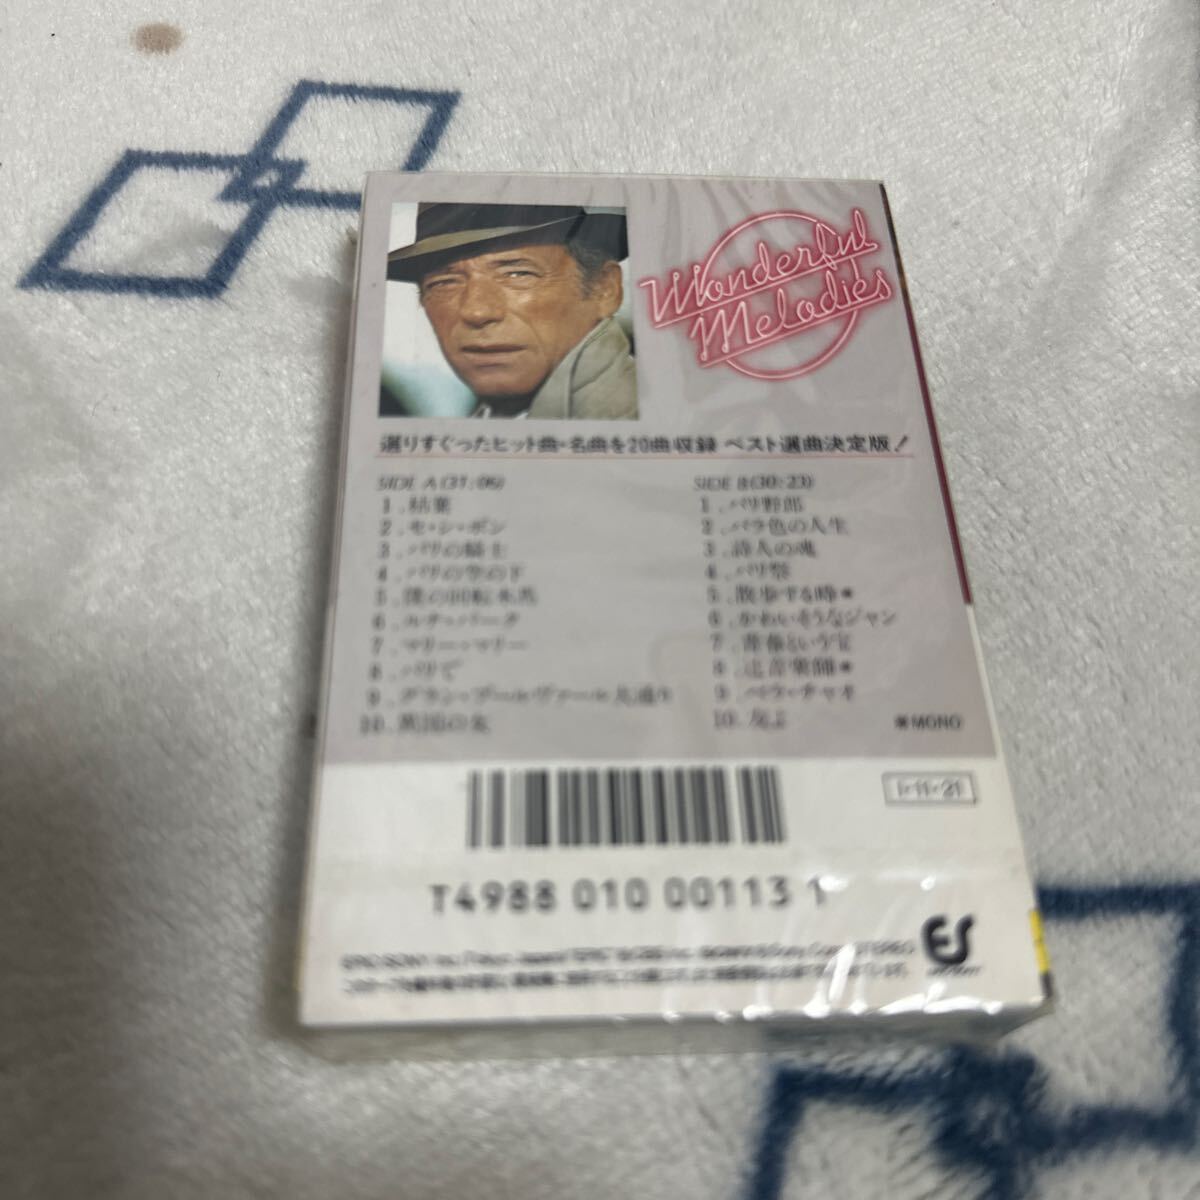 Wonderful
Melodies
選りすぐったヒット曲・名曲を20曲収録 ベスト選曲決定版!
SIDE A (31:06)
1. 枯葉
2. セ・シ・ボン
3. パリの騎士
4. パリの空の下
5. 僕の回転木馬
6. ルナ・パーク
7. マリー・マリー
8. パリで
9. グラン・ブールヴァール大通り
10. 異国の女
SIDE B (30:23)
1. パリ野郎
2. バラ色の人生
3. 詩人の魂
4. パリ祭
5. 散歩する時*
6. かわいそうなジャン
7. 青春という宝
8. 辻音楽師*
9. ベラ・チャオ
10. 友よ
*MONO
1・11・21
T4988 010 00113 1
ES